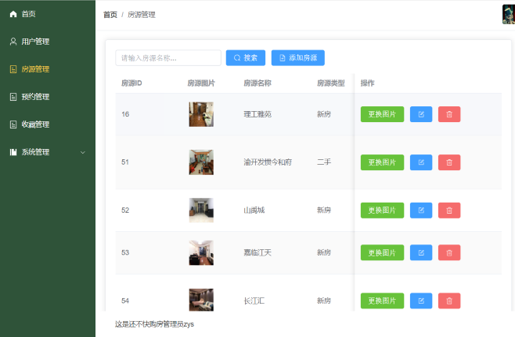 首页
用户管理
房源管理
预约管理
收藏管理
系统管理
首页 / 房源管理
请输入房源名称... 搜索 添加房源
房源ID 房源图片 房源名称 房源类型 操作
16 理工雅苑 新房 更换图片
51 渝开发懋今和府 二手 更换图片
52 山禺城 新房 更换图片
53 嘉临江天 新房 更换图片
54 长江汇 新房 更换图片
这是还不快购房管理员zys